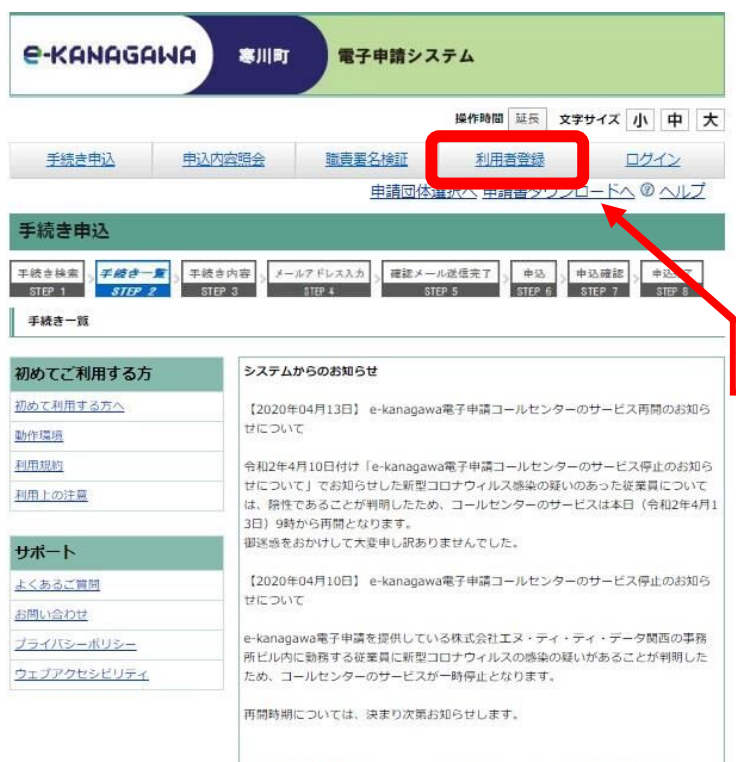 e-KANAGAWA 寒川町 電子申請システム
操作時間 延長 文字サイズ 小 中 大
手続き申込 申込内容照会 職責署名検証 利用者登録 ログイン
申請団体選択へ 申請書ダウンロードへ ヘルプ
手続き申込
手続き検索 手続き一覧 手続き内容 メールアドレス入力 確認メール送信完了 申込 申込確認
STEP 1 STEP 2 STEP 3 STEP 4 STEP 5 STEP 6 STEP 7 STEP 8
手続き一覧
初めてご利用する方
初めて利用する方へ
動作環境
利用規約
利用上の注意
サポート
よくあるご質問
お問い合わせ
プライバシーポリシー
ウェブアクセシビリティ
システムからのお知らせ
【2020年04月13日】 e-kanagawa電子申請コールセンターのサービス再開のお知ら
せについて
令和2年4月10日付け「e-kanagawa電子申請コールセンターのサービス停止のお知ら
せについて」でお知らせした新型コロナウィルス感染の疑いのあった従業員について
は、陰性であることが判明したため、コールセンターのサービスは本日（令和2年4月1
3日）9時から再開となります。
御迷惑をおかけして大変申し訳ありませんでした。
【2020年04月10日】 e-kanagawa電子申請コールセンターのサービス停止のお知ら
せについて
e-kanagawa電子申請を提供している株式会社エヌ・ティ・ティ・データ関西の事務
所ビル内に勤務する従業員に新型コロナウィルスの感染の疑いがあることが判明した
ため、コールセンターのサービスが一時停止となります。
再開時期については、決まり次第お知らせします。